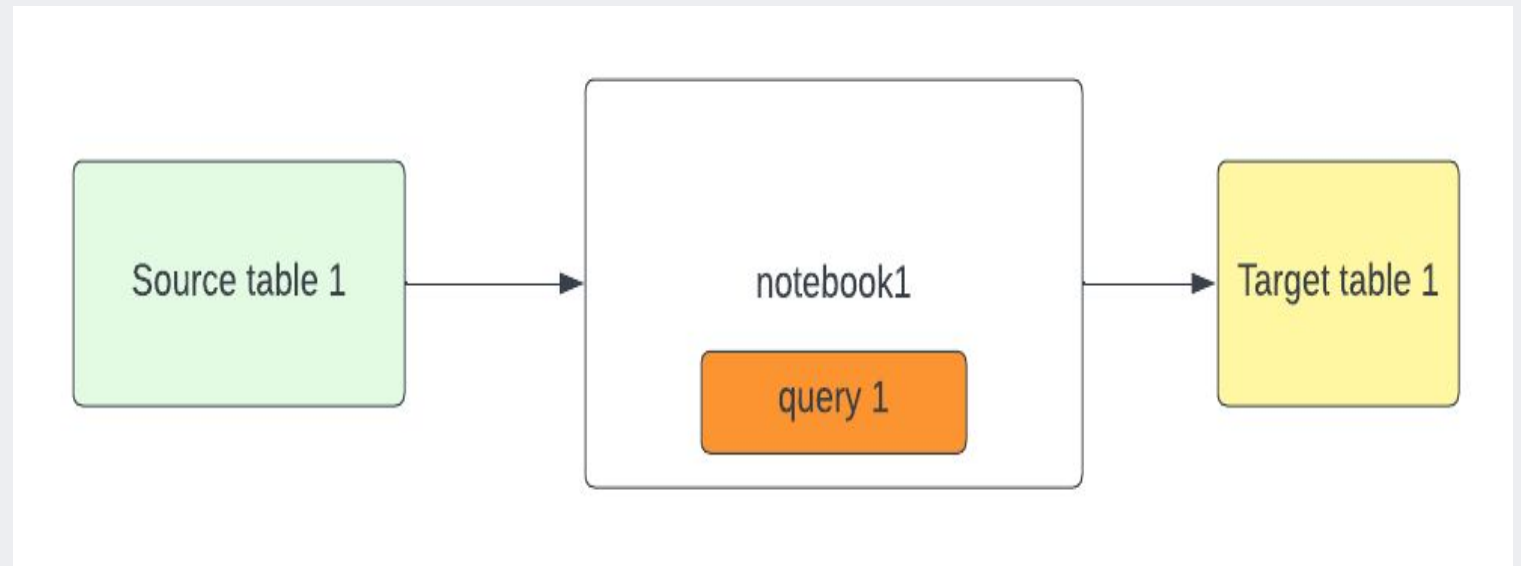 Source table 1
notebook1
query 1
Target table 1